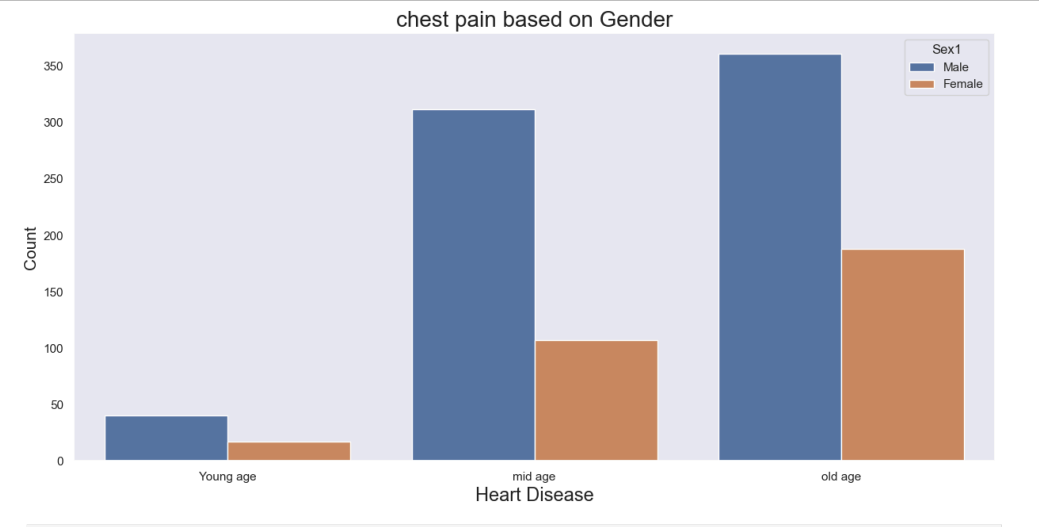 chest pain based on Gender
Sex1
Male
Female
350
300
250
200
150
100
50
0
Count
Young age
mid age
old age
Heart Disease